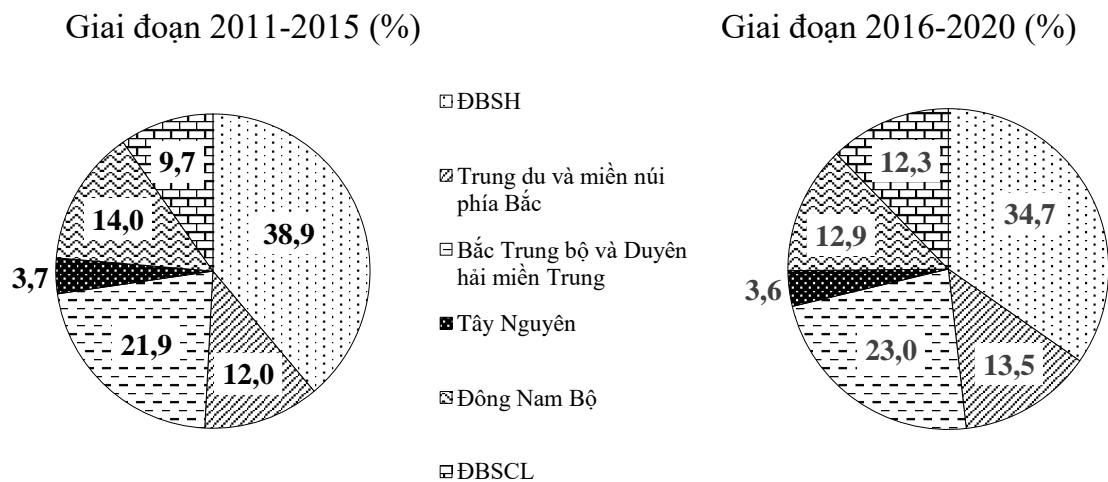 Giai đoạn 2011-2015 (%)
38,9
12,0
21,9
3,7
14,0
9,7
ĐBSH
Trung du và miền núi
phía Bắc
Bắc Trung bộ và Duyên
hải miền Trung
Tây Nguyên
Đông Nam Bộ
ĐBSCL
Giai đoạn 2016-2020 (%)
34,7
13,5
23,0
3,6
12,9
12,3